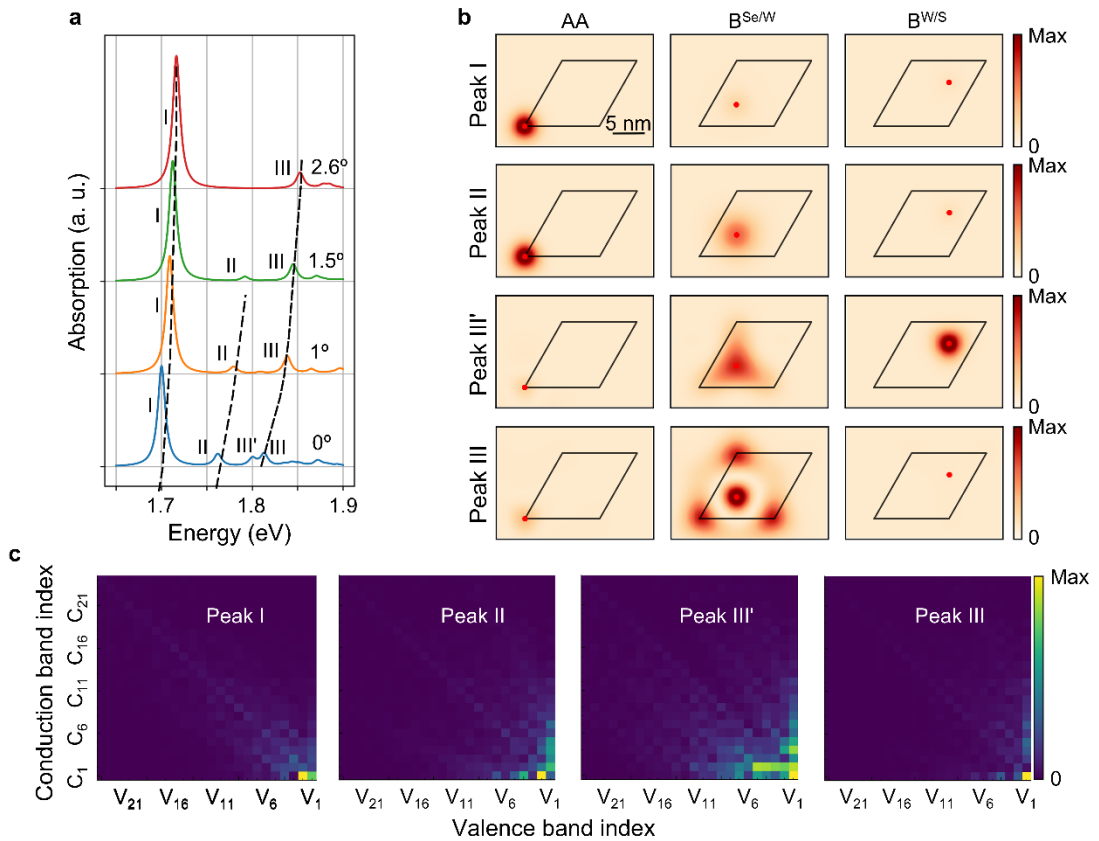 a
Absorption (a. u.)
I
III
2.6º
I
II
III
1.5º
I
II
III
1º
I
II
III'
III
0º
1.7
1.8
1.9
Energy (eV)
b
AA
B^Se/W
B^W/S
Peak I
5 nm
Max
0
Peak II
Max
0
Peak III'
Max
0
Peak III
Max
0
c
Conduction band index
C21
C16
C11
C6
C1
Peak I
Peak II
Peak III'
Peak III
Max
0
V21 V16 V11 V6 V1
V21 V16 V11 V6 V1
V21 V16 V11 V6 V1
V21 V16 V11 V6 V1
Valence band index